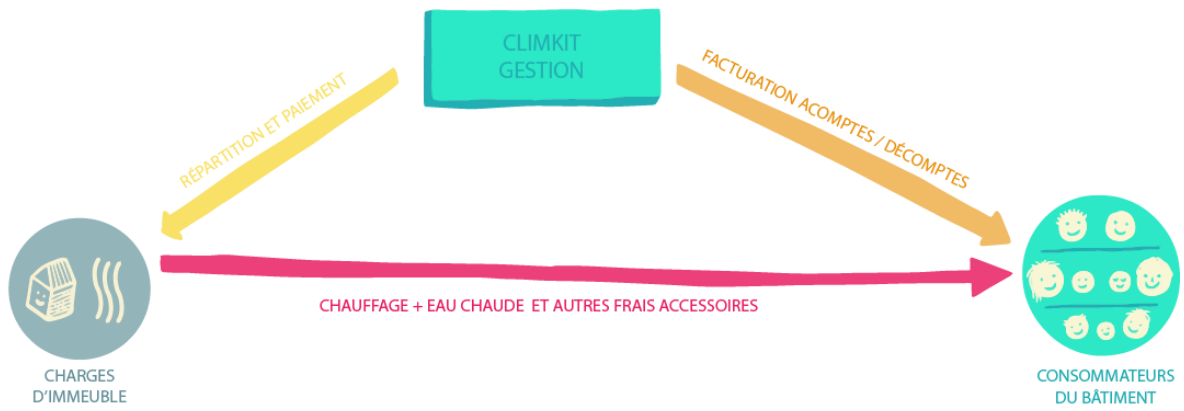 CLIMKIT
GESTION
RÉPARTITION ET PAIEMENT
FACTURATION ACOMPTES / DÉCOMPTES
CHAUFFAGE + EAU CHAUDE ET AUTRES FRAIS ACCESSOIRES
CHARGES
D'IMMEUBLE
CONSOMMATEURS
DU BÂTIMENT